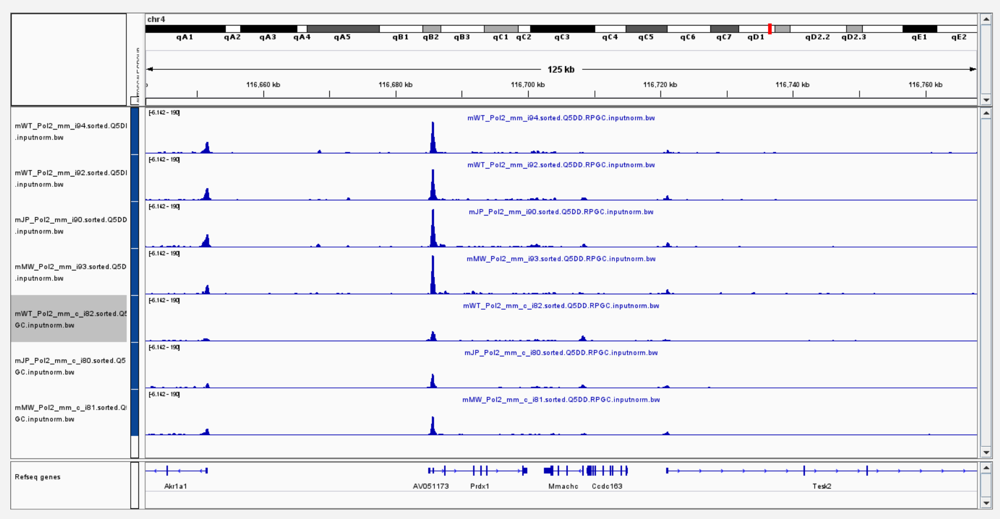 chr4
qA1 qA2 qA3 qA4 qA5 qB1 qB2 qB3 qC1 qC2 qC3 qC4 qC5 qC6 qC7 qD1 qD2.2 qD2.3 qE1 qE2
125 kb
116,660 kb 116,680 kb 116,700 kb 116,720 kb 116,740 kb 116,760 kb
[-6.142 - 190]
mWT_Pol2_mm_i94.sorted.Q5DD.RPGC.inputnorm.bw
mWT_Pol2_mm_i94.sorted.Q5D
.inputnorm.bw
[-6.142 - 190]
mWT_Pol2_mm_i92.sorted.Q5DD.RPGC.inputnorm.bw
mWT_Pol2_mm_i92.sorted.Q5D
.inputnorm.bw
[-6.142 - 190]
mJP_Pol2_mm_i90.sorted.Q5DD.RPGC.inputnorm.bw
mJP_Pol2_mm_i90.sorted.Q5DD
.inputnorm.bw
[-6.142 - 190]
mMW_Pol2_mm_i93.sorted.Q5DD.RPGC.inputnorm.bw
mMW_Pol2_mm_i93.sorted.Q5D
.inputnorm.bw
[-6.142 - 190]
mWT_Pol2_mm_c_i82.sorted.Q5DD.RPGC.inputnorm.bw
mWT_Pol2_mm_c_i82.sorted.Q5
GC.inputnorm.bw
[-6.142 - 190]
mJP_Pol2_mm_c_i80.sorted.Q5DD.RPGC.inputnorm.bw
mJP_Pol2_mm_c_i80.sorted.Q5
GC.inputnorm.bw
[-6.142 - 190]
mMW_Pol2_mm_c_i81.sorted.Q5DD.RPGC.inputnorm.bw
mMW_Pol2_mm_c_i81.sorted.Q
GC.inputnorm.bw
Refseq genes
Akr1a1 AV051173 Prdx1 Mmachc Ccdc163 Tesk2